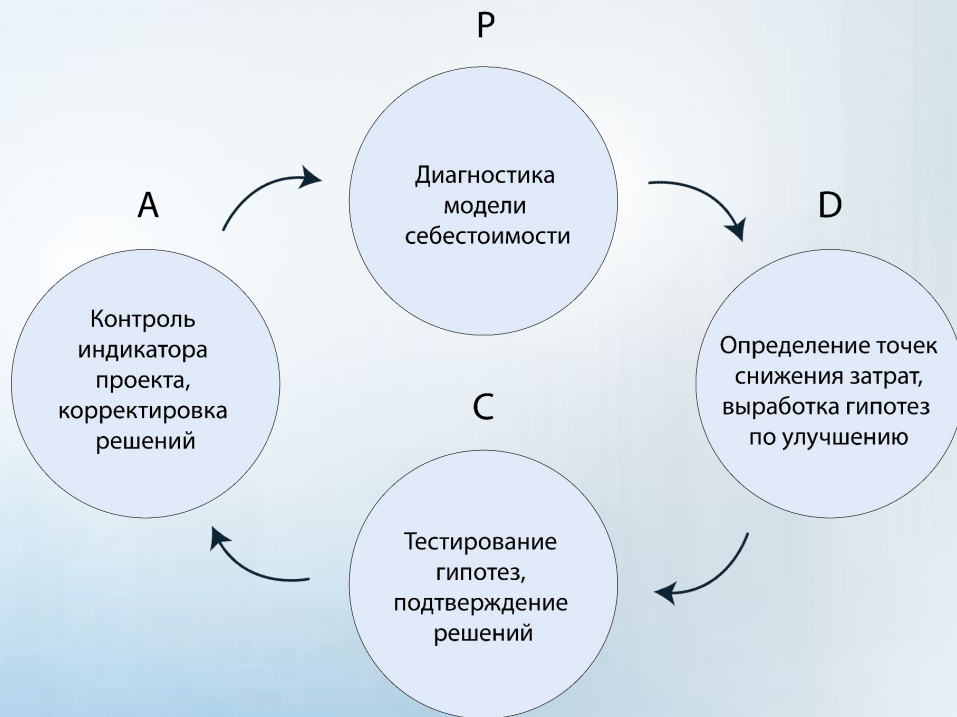 P
Диагностика
модели
себестоимости
D
Определение точек
снижения затрат,
выработка гипотез
по улучшению
C
Тестирование
гипотез,
подтверждение
решений
A
Контроль
индикатора
проекта,
корректировка
решений